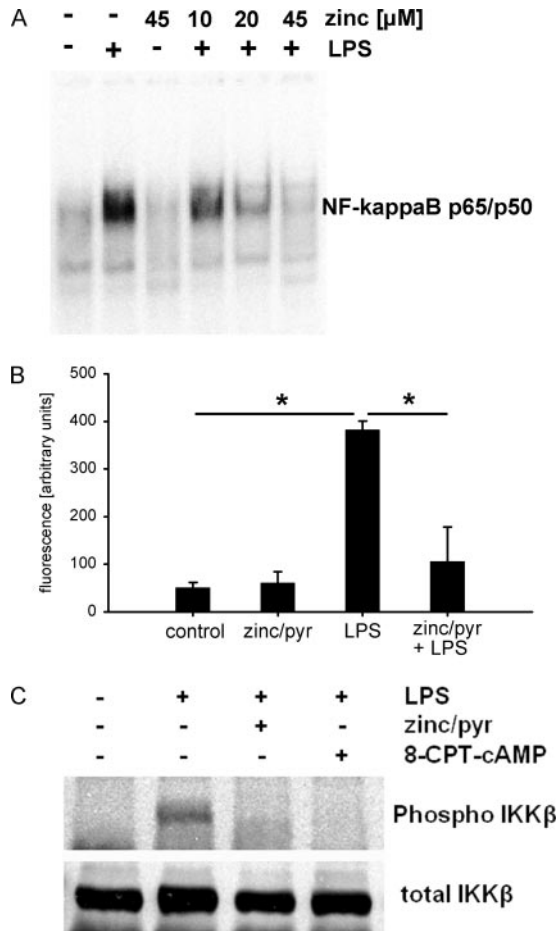 A
- - 45 10 20 45 zinc [µM]
- + - + + + LPS
NF-kappaB p65/p50
B
fluorescence [arbitrary units]
500
400
300
200
100
0
* *
control zinc/pyr LPS zinc/pyr + LPS
C
- + + + LPS
- - + - zinc/pyr
- - - + 8-CPT-cAMP
Phospho IKKβ
total IKKβ